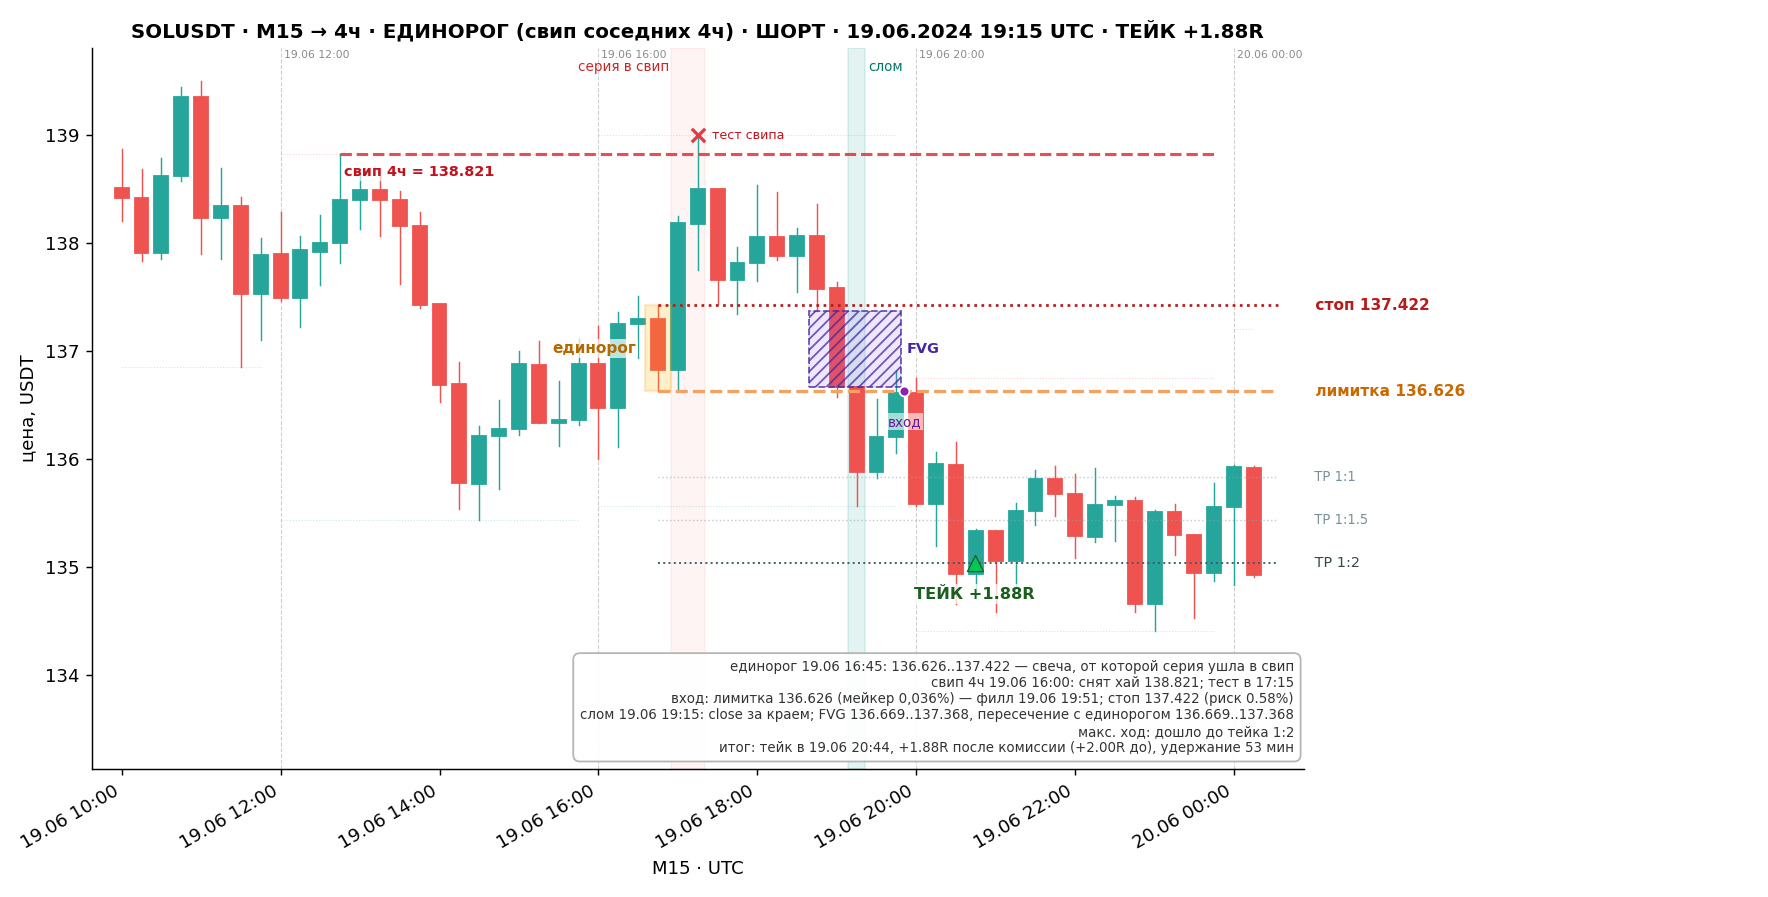 SOLUSDT · M15 → 4ч · ЕДИНОРОГ (свип соседних 4ч) · ШОРТ · 19.06.2024 19:15 UTC · ТЕЙК +1.88R
19.06 12:00
19.06 16:00
19.06 20:00
20.06 00:00
серия в свип
слом
тест свипа
свип 4ч = 138.821
единорог
FVG
вход
ТЕЙК +1.88R
стоп 137.422
лимитка 136.626
TP 1:1
TP 1:1.5
TP 1:2
цена, USDT
139
138
137
136
135
134
единорог 19.06 16:45: 136.626..137.422 — свеча, от которой серия ушла в свип
свип 4ч 19.06 16:00: снят хай 138.821; тест в 17:15
вход: лимитка 136.626 (мейкер 0,036%) — филл 19.06 19:51; стоп 137.422 (риск 0.58%)
слом 19.06 19:15: close за краем; FVG 136.669..137.368, пересечение с единорогом 136.669..137.368
макс. ход: дошло до тейка 1:2
итог: тейк в 19.06 20:44, +1.88R после комиссии (+2.00R до), удержание 53 мин
19.06 10:00
19.06 12:00
19.06 14:00
19.06 16:00
19.06 18:00
19.06 20:00
19.06 22:00
20.06 00:00
M15 · UTC